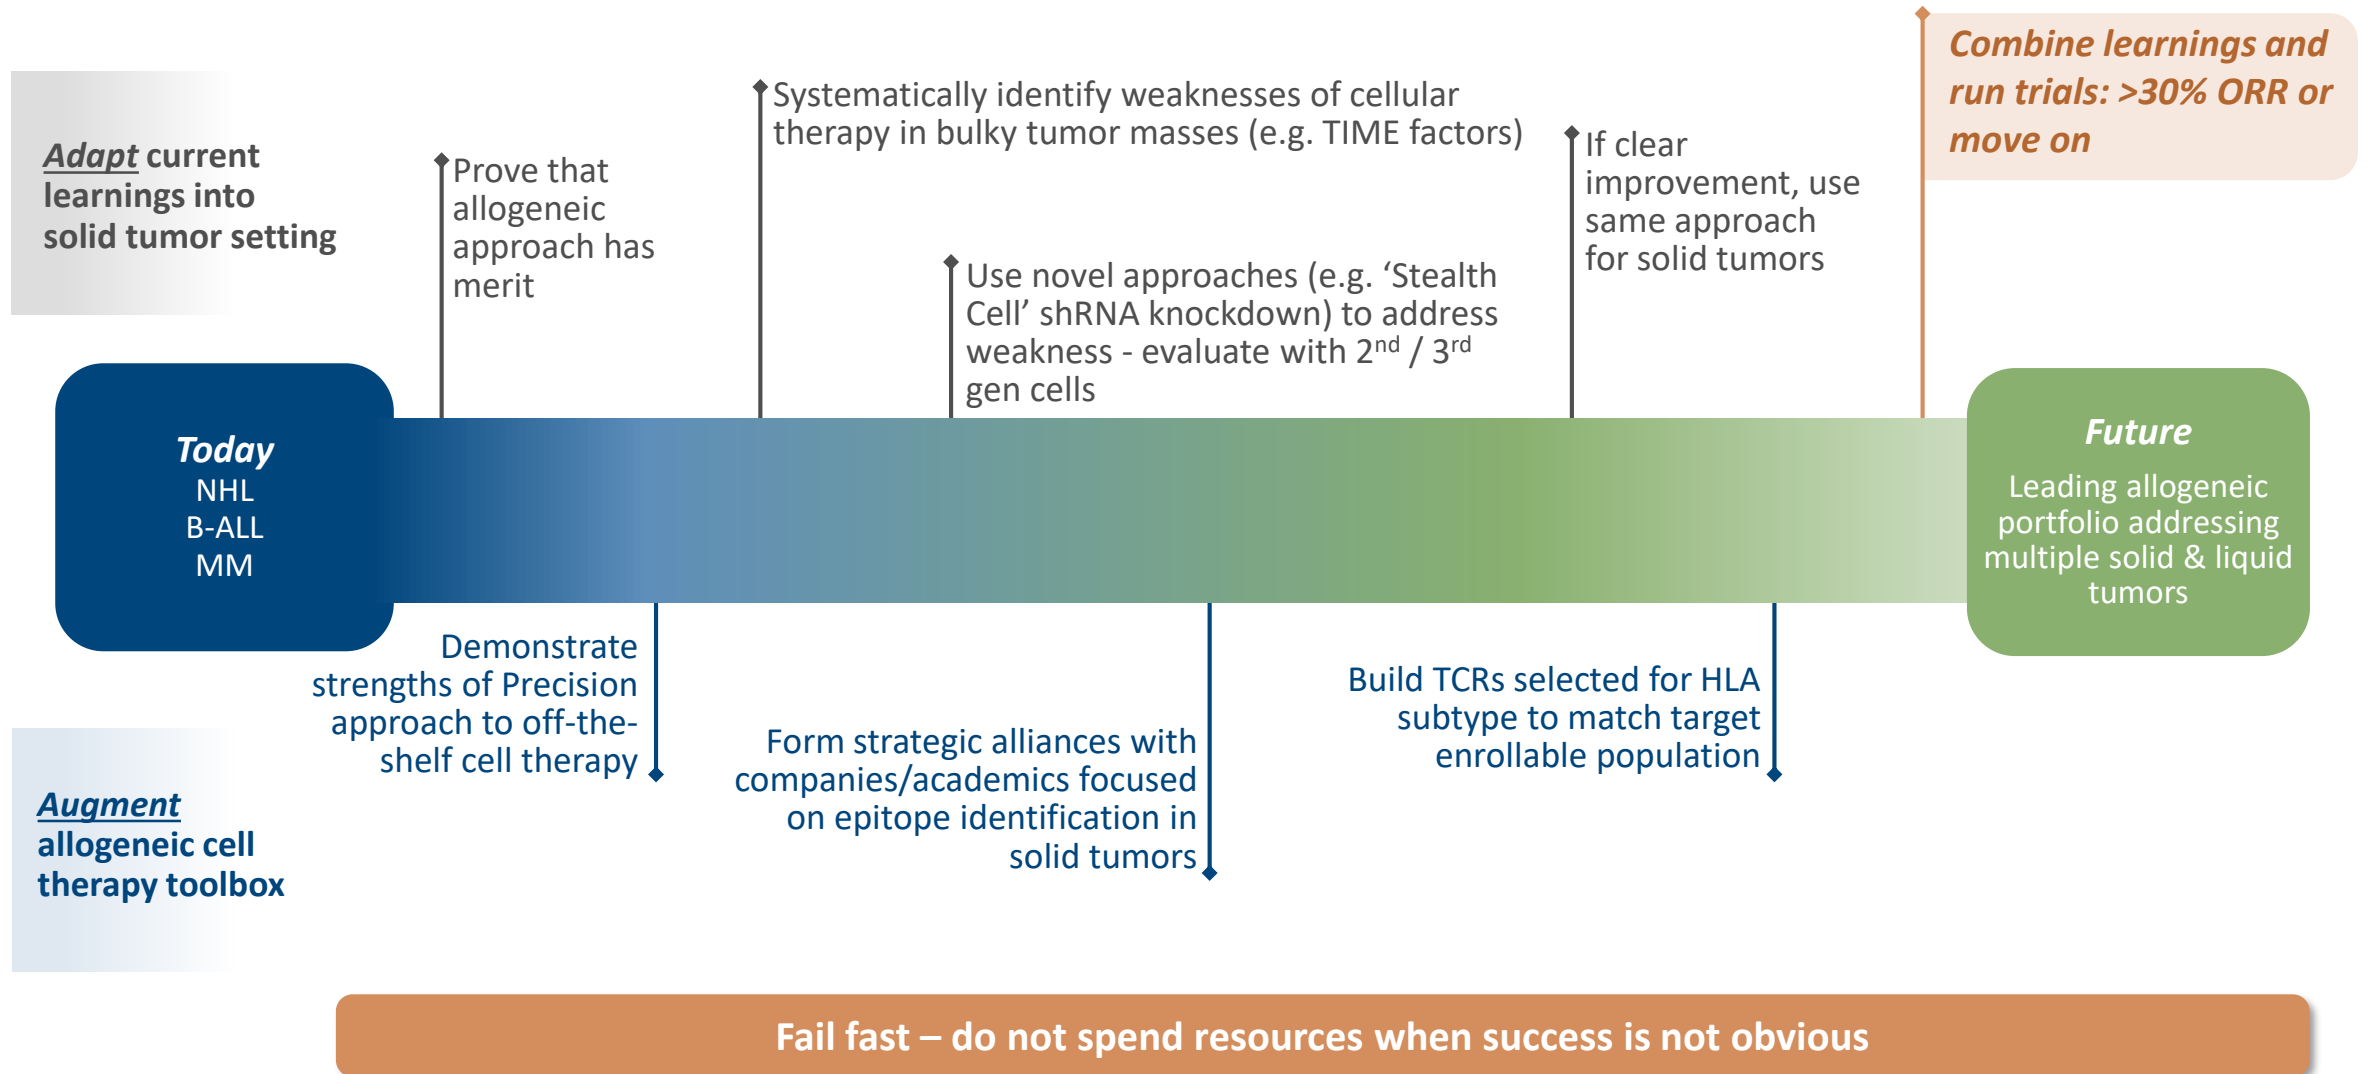 Adapt current
learnings into
solid tumor setting
Prove that
allogeneic
approach has
merit
Systematically identify weaknesses of cellular
therapy in bulky tumor masses (e.g. TIME factors)
Use novel approaches (e.g. ‘Stealth
Cell’ shRNA knockdown) to address
weakness - evaluate with 2nd / 3rd
gen cells
If clear
improvement, use
same approach
for solid tumors
Combine learnings and
run trials: >30% ORR or
move on
Today
NHL
B-ALL
MM
Future
Leading allogeneic
portfolio addressing
multiple solid & liquid
tumors
Augment
allogeneic cell
therapy toolbox
Demonstrate
strengths of Precision
approach to off-the-
shelf cell therapy
Form strategic alliances with
companies/academics focused
on epitope identification in
solid tumors
Build TCRs selected for HLA
subtype to match target
enrollable population
Fail fast – do not spend resources when success is not obvious